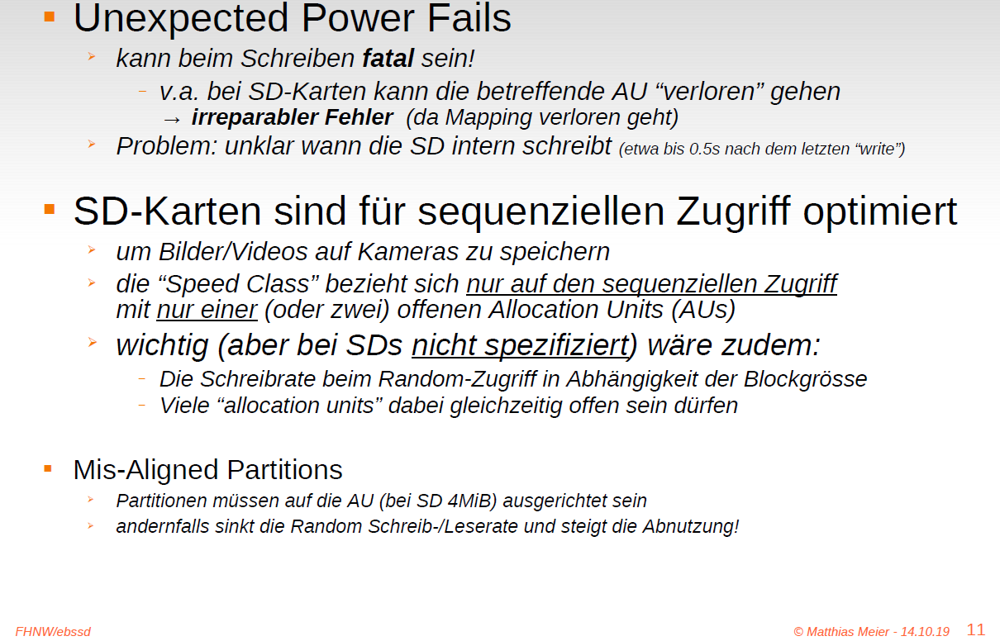 Unexpected Power Fails
kann beim Schreiben fatal sein!
– v.a. bei SD-Karten kann die betreffende AU “verloren” gehen
→ irreparabler Fehler (da Mapping verloren geht)
Problem: unklar wann die SD intern schreibt (etwa bis 0.5s nach dem letzten “write”)
SD-Karten sind für sequenziellen Zugriff optimiert
um Bilder/Videos auf Kameras zu speichern
die “Speed Class” bezieht sich nur auf den sequenziellen Zugriff
mit nur einer (oder zwei) offenen Allocation Units (AUs)
wichtig (aber bei SDs nicht spezifiziert) wäre zudem:
– Die Schreibrate beim Random-Zugriff in Abhängigkeit der Blockgrösse
– Viele “allocation units” dabei gleichzeitig offen sein dürfen
Mis-Aligned Partitions
Partitionen müssen auf die AU (bei SD 4MiB) ausgerichtet sein
andernfalls sinkt die Random Schreib-/Leserate und steigt die Abnutzung!
FHNW/ebssd
© Matthias Meier - 14.10.19 11